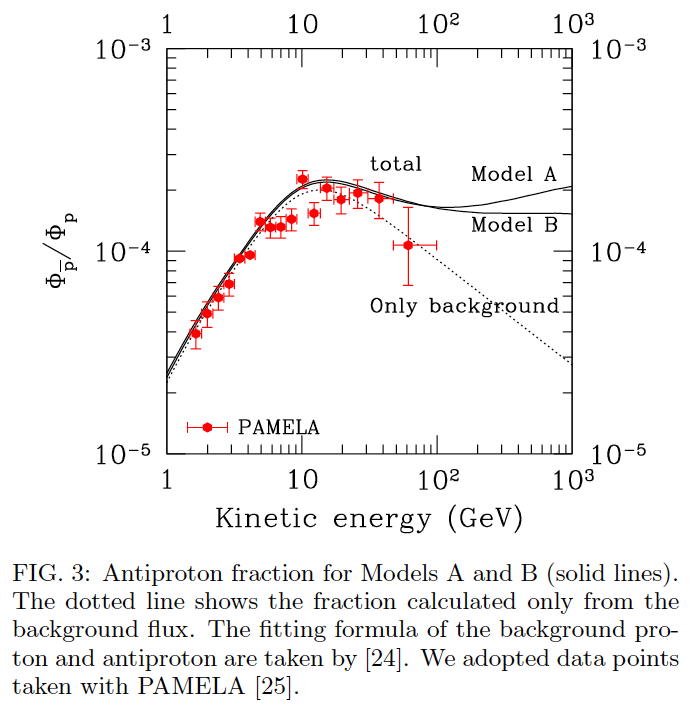 1 10 10² 10³
10⁻³ 10⁻³
total
Model A
Model B
Φp̅/Φp
10⁻⁴ 10⁻⁴
Only background
PAMELA
10⁻⁵ 10⁻⁵
1 10 10² 10³
Kinetic energy (GeV)
FIG. 3: Antiproton fraction for Models A and B (solid lines).
The dotted line shows the fraction calculated only from the
background flux. The fitting formula of the background pro-
ton and antiproton are taken by [24]. We adopted data points
taken with PAMELA [25].